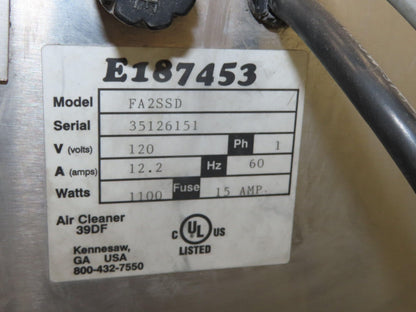 E187453
Model FA2SSD
Serial 35126151
V (volts) 120 Ph 1
A (amps) 12.2 Hz 60
Watts 1100 Fuse 15 AMP.
Air Cleaner
39DF
Kennesaw,
GA USA
800-432-7550
C UL US
LISTED